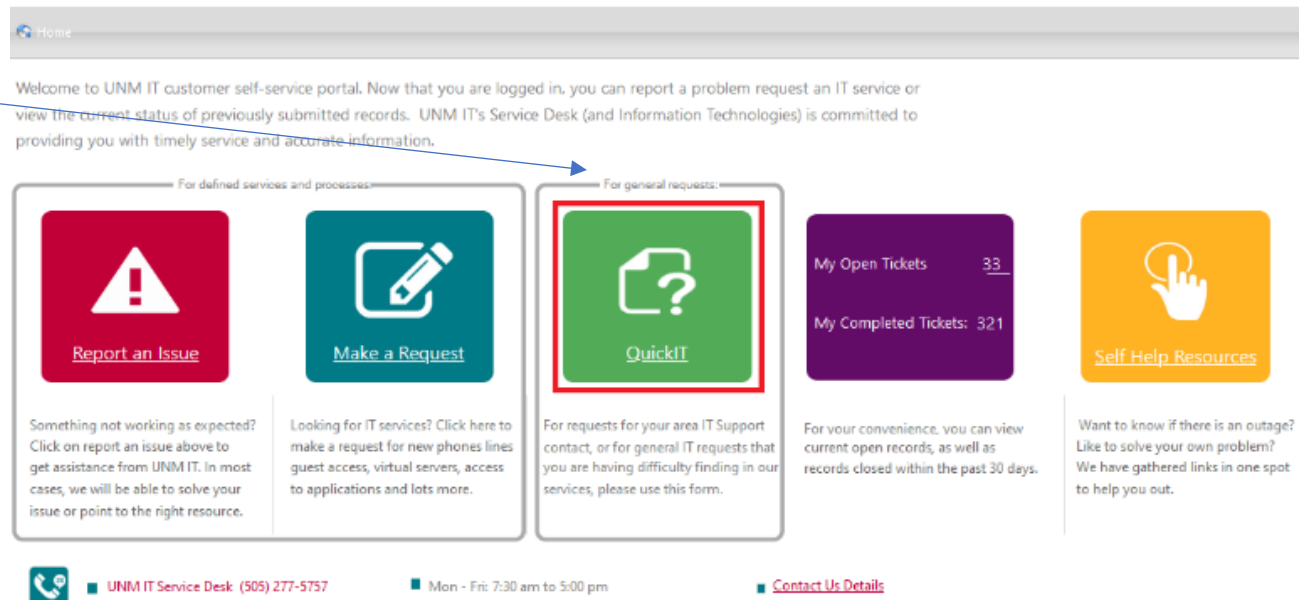 Home
Welcome to UNM IT customer self-service portal. Now that you are logged in, you can report a problem request an IT service or
view the current status of previously submitted records. UNM IT's Service Desk (and Information Technologies) is committed to
providing you with timely service and accurate information.
For defined services and processes:
For general requests:
Report an Issue
Make a Request
QuickIT
My Open Tickets 33
My Completed Tickets: 321
Self Help Resources
Something not working as expected?
Click on report an issue above to
get assistance from UNM IT. In most
cases, we will be able to solve your
issue or point to the right resource.
Looking for IT services? Click here to
make a request for new phones lines
guest access, virtual servers, access
to applications and lots more.
For requests for your area IT Support
contact, or for general IT requests that
you are having difficulty finding in our
services, please use this form.
For your convenience, you can view
current open records, as well as
records closed within the past 30 days.
Want to know if there is an outage?
Like to solve your own problem?
We have gathered links in one spot
to help you out.
UNM IT Service Desk (505) 277-5757
Mon - Fri: 7:30 am to 5:00 pm
Contact Us Details